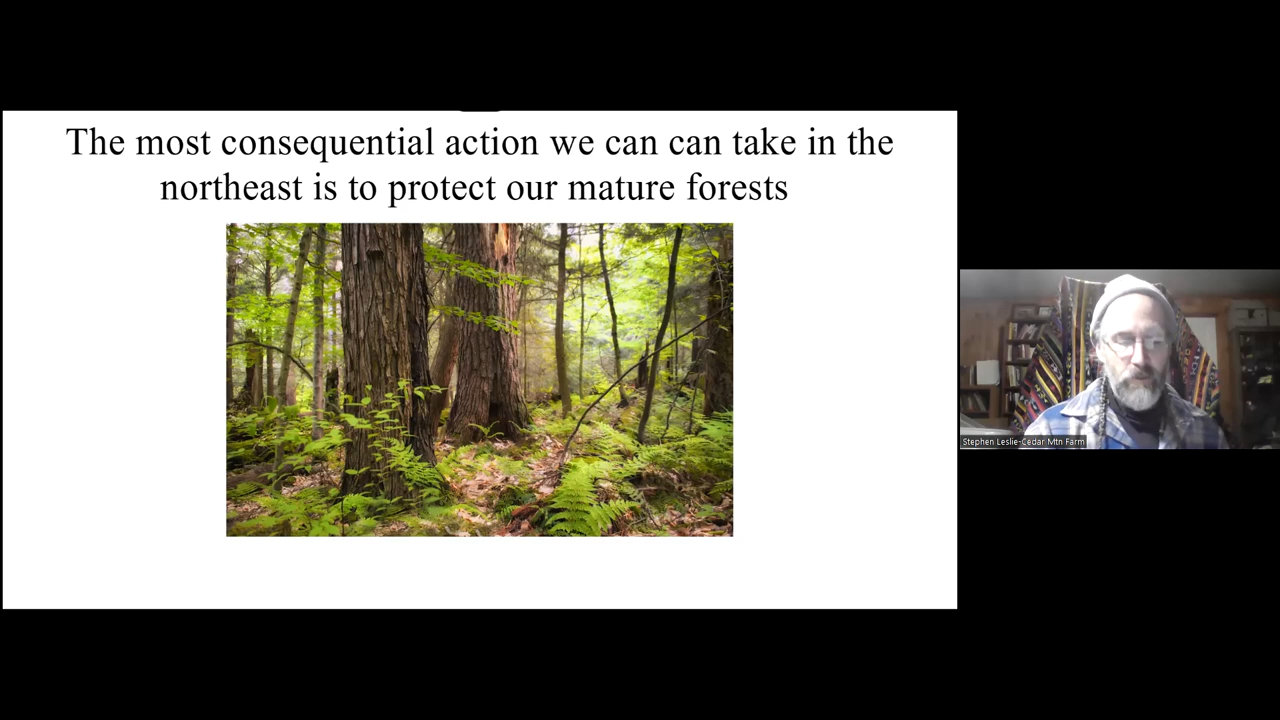 The most consequential action we can can take in the
northeast is to protect our mature forests
Stephen Leslie-Cedar Mtn Farm